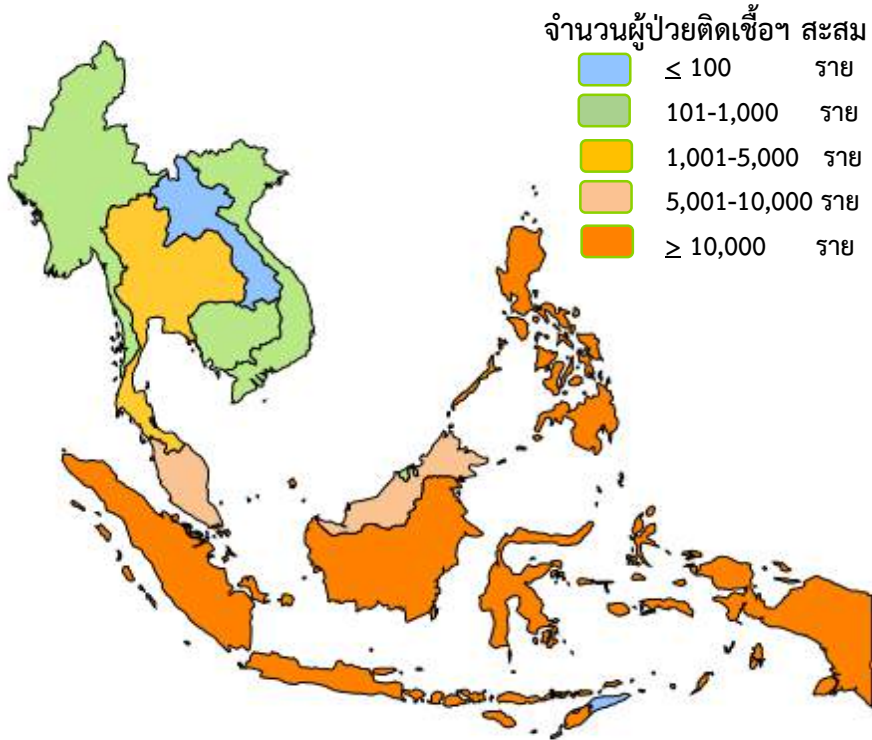 จำนวนผู้ป่วยติดเชื้อฯ สะสม
≤ 100 ราย
101-1,000 ราย
1,001-5,000 ราย
5,001-10,000 ราย
≥ 10,000 ราย